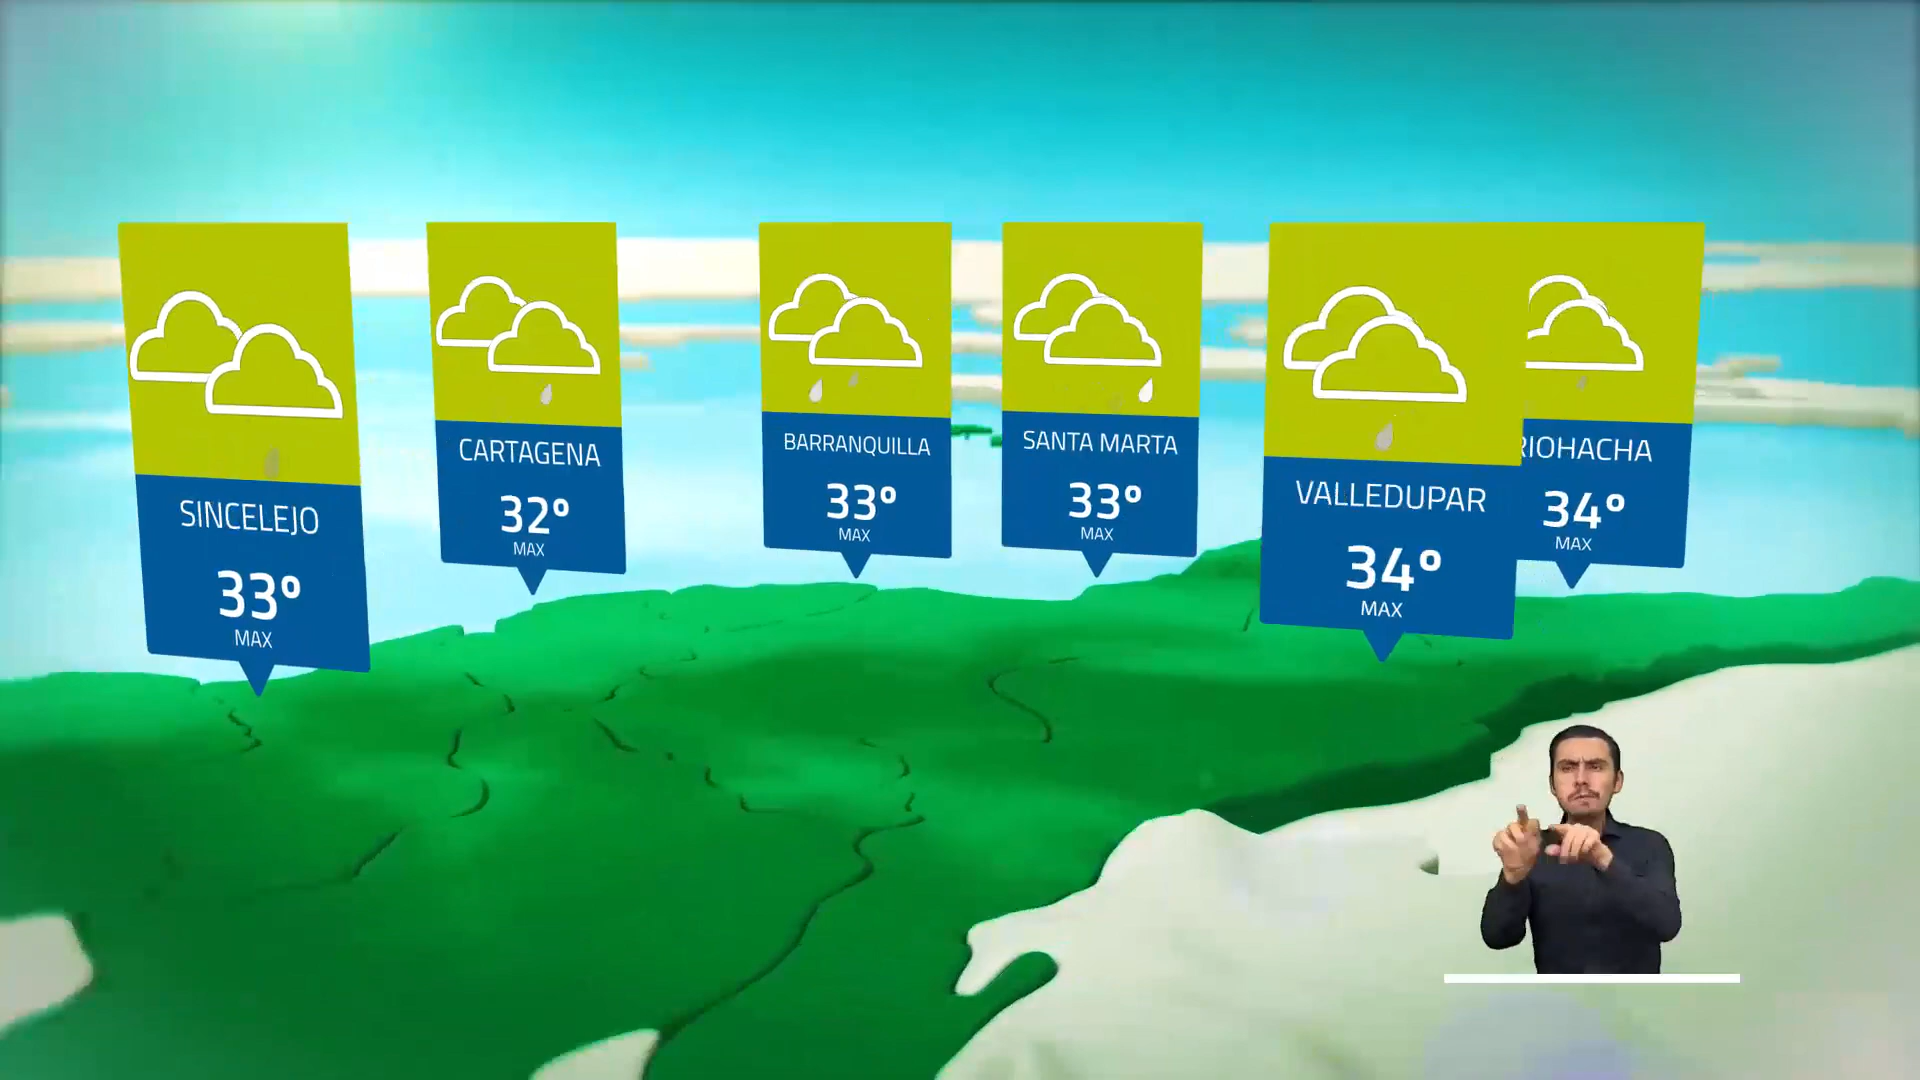 SINCELEJO
33°
MAX
CARTAGENA
32°
MAX
BARRANQUILLA
33°
MAX
SANTA MARTA
33°
MAX
VALLEDUPAR
34°
MAX
RIOHACHA
34°
MAX